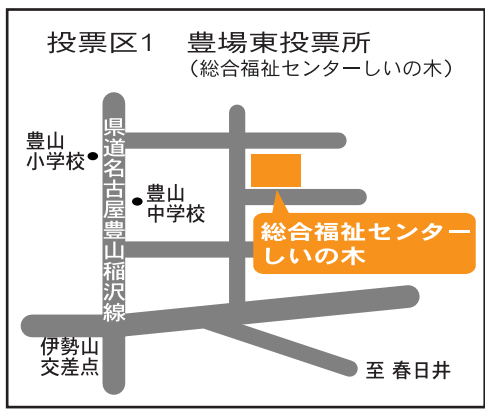 投票区1 豊場東投票所
（総合福祉センターしいの木）
豊山
小学校
県道名古屋豊山稲沢線
豊山
中学校
総合福祉センター
しいの木
伊勢山
交差点
至 春日井